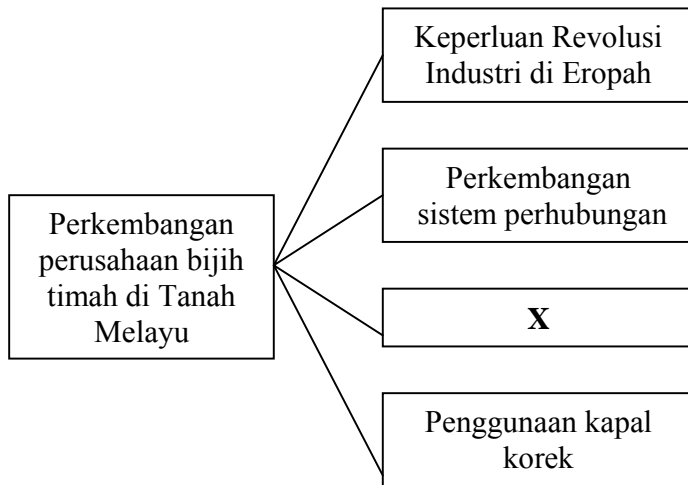 Keperluan Revolusi
Industri di Eropah
Perkembangan
sistem perhubungan
Perkembangan
perusahaan bijih
timah di Tanah
Melayu
X
Penggunaan kapal
korek